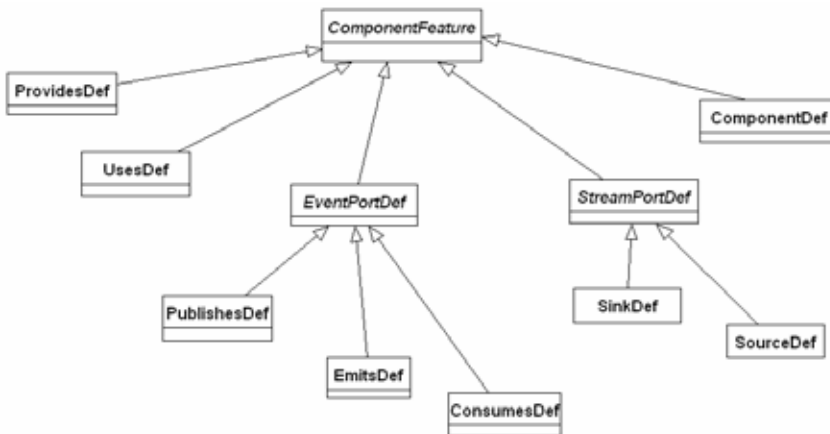 ComponentFeature
ProvidesDef
ComponentDef
UsesDef
EventPortDef
StreamPortDef
PublishesDef
SinkDef
SourceDef
EmitsDef
ConsumesDef